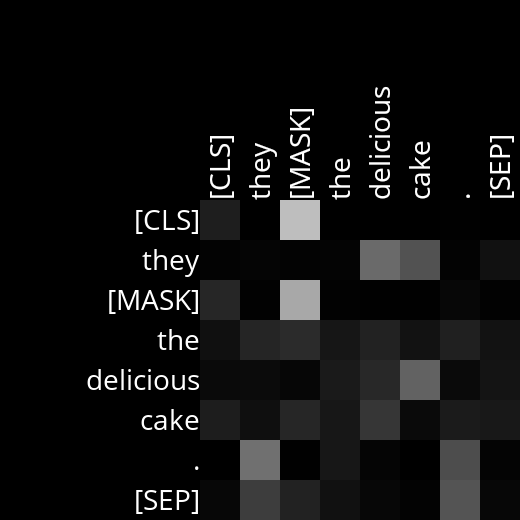 [CLS] they [MASK] the delicious cake . [SEP]
[CLS]
they
[MASK]
the
delicious
cake
.
[SEP]